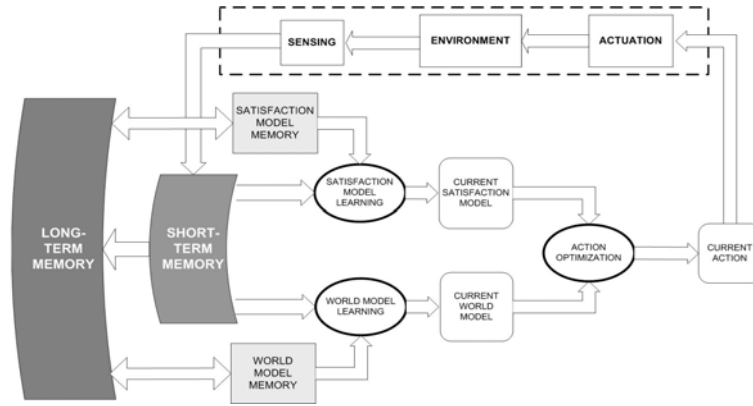 SENSING
ENVIRONMENT
ACTUATION
SATISFACTION
MODEL
MEMORY
SATISFACTION
MODEL
LEARNING
CURRENT
SATISFACTION
MODEL
LONG-
TERM
MEMORY
SHORT-
TERM
MEMORY
ACTION
OPTIMIZATION
CURRENT
ACTION
WORLD MODEL
LEARNING
CURRENT
WORLD
MODEL
WORLD
MODEL
MEMORY